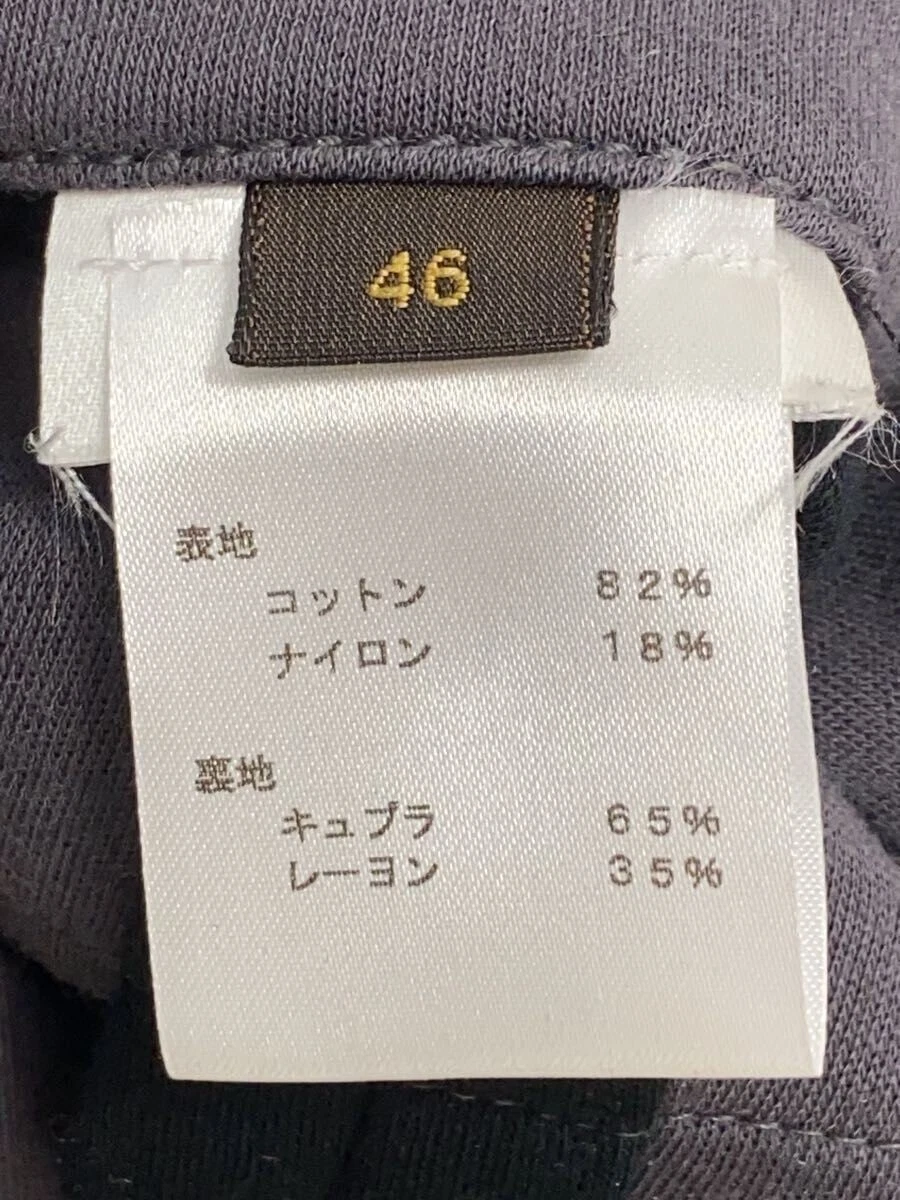 46
表地
コットン 82%
ナイロン 18%
裏地
キュプラ 65%
レーヨン 35%